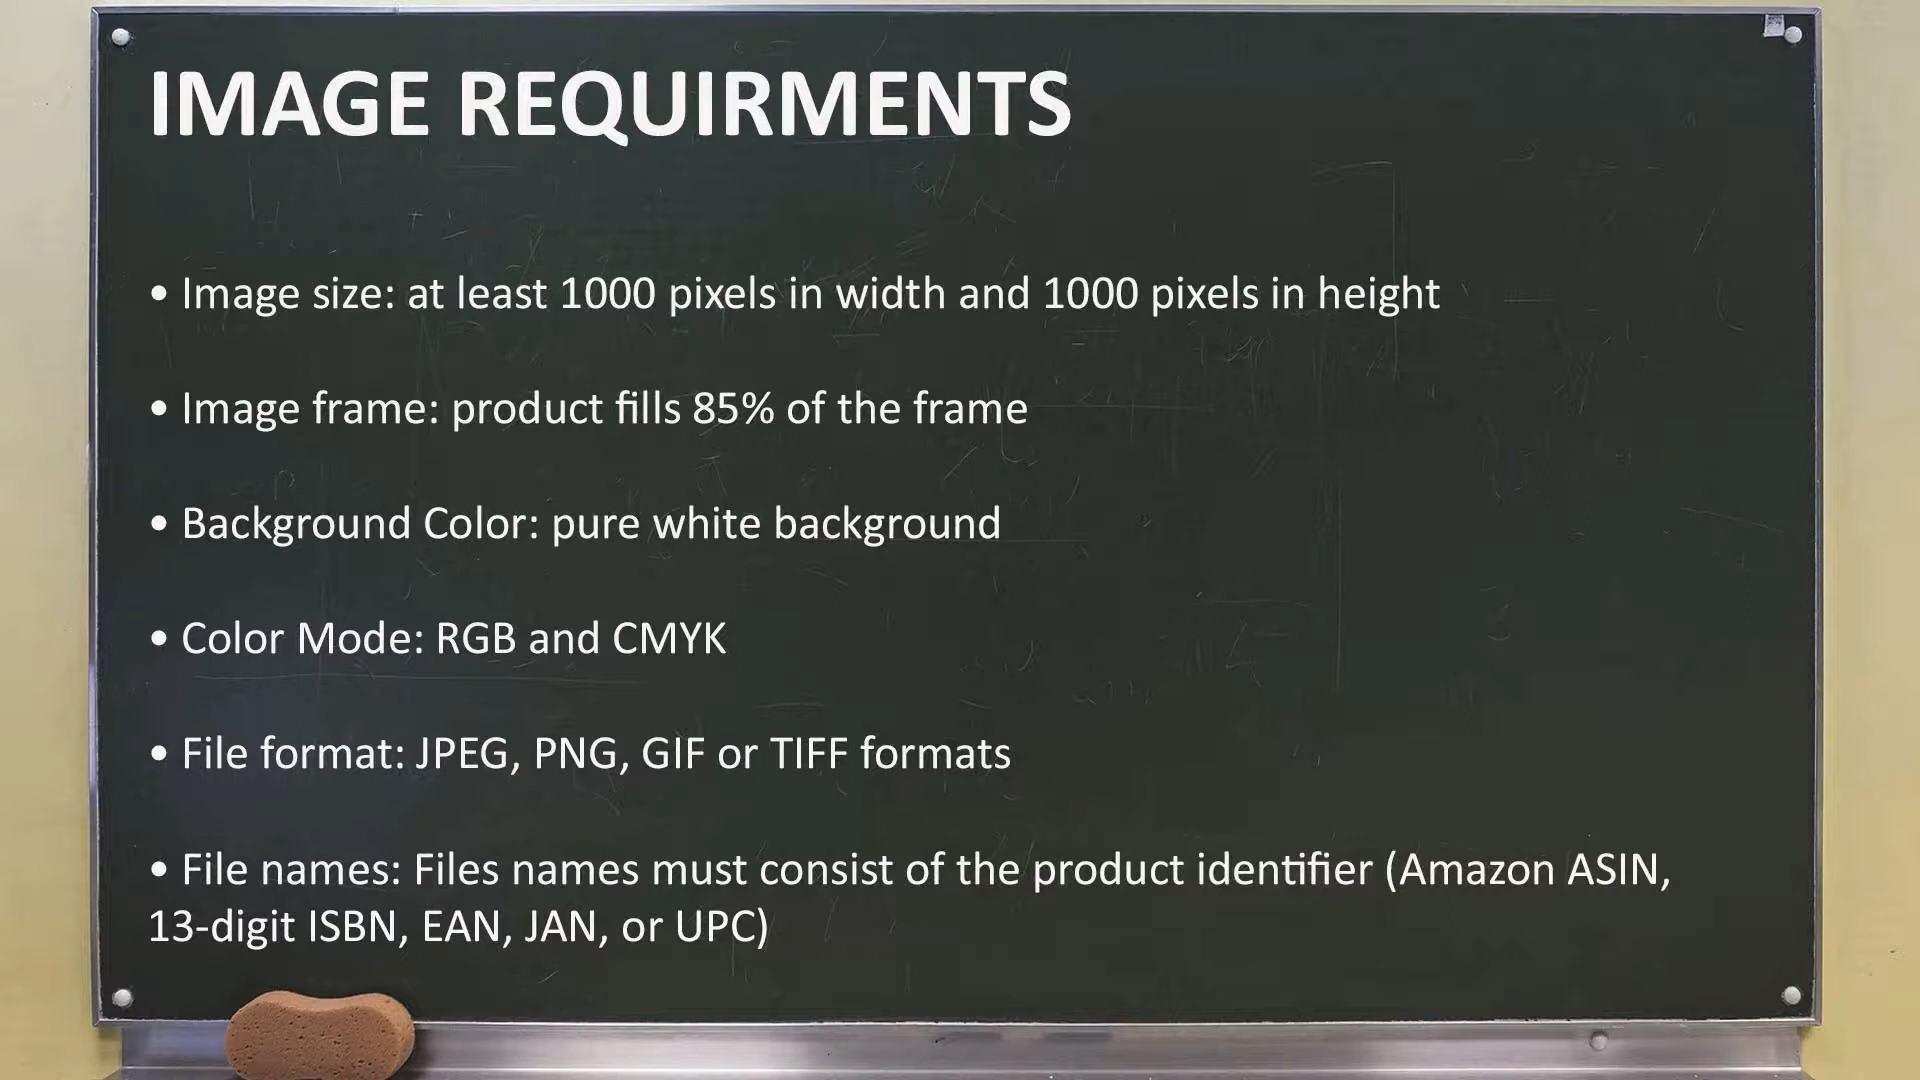 IMAGE REQUIRMENTS
• Image size: at least 1000 pixels in width and 1000 pixels in height
• Image frame: product fills 85% of the frame
• Background Color: pure white background
• Color Mode: RGB and CMYK
• File format: JPEG, PNG, GIF or TIFF formats
• File names: Files names must consist of the product identifier (Amazon ASIN,
13-digit ISBN, EAN, JAN, or UPC)